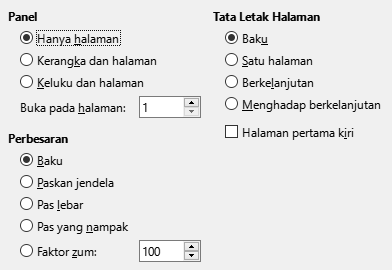 Panel
Hanya halaman
Kerangka dan halaman
Keluku dan halaman
Buka pada halaman: 1
Perbesaran
Baku
Paskan jendela
Pas lebar
Pas yang nampak
Faktor zum: 100
Tata Letak Halaman
Baku
Satu halaman
Berkelanjutan
Menghadap berkelanjutan
Halaman pertama kiri